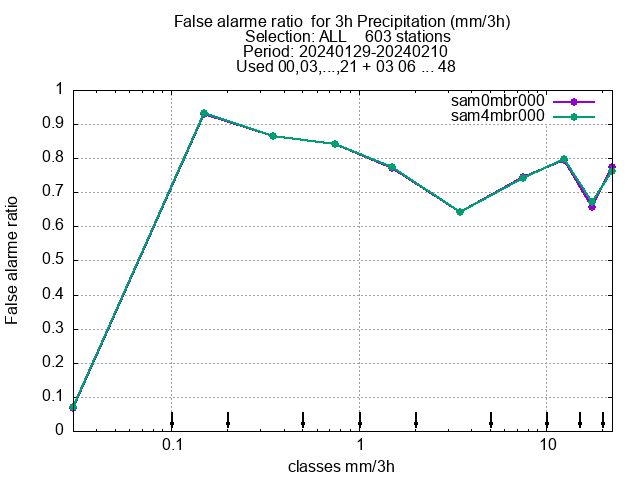 False alarme ratio  for 3h Precipitation (mm/3h)
Selection: ALL    603 stations
Period: 20240129-20240210
Used 00,03,...,21 + 03 06 ... 48
sam0mbr000
sam4mbr000
1
0.9
0.8
0.7
0.6
0.5
0.4
0.3
0.2
0.1
0
False alarme ratio
0.1
1
10
classes mm/3h